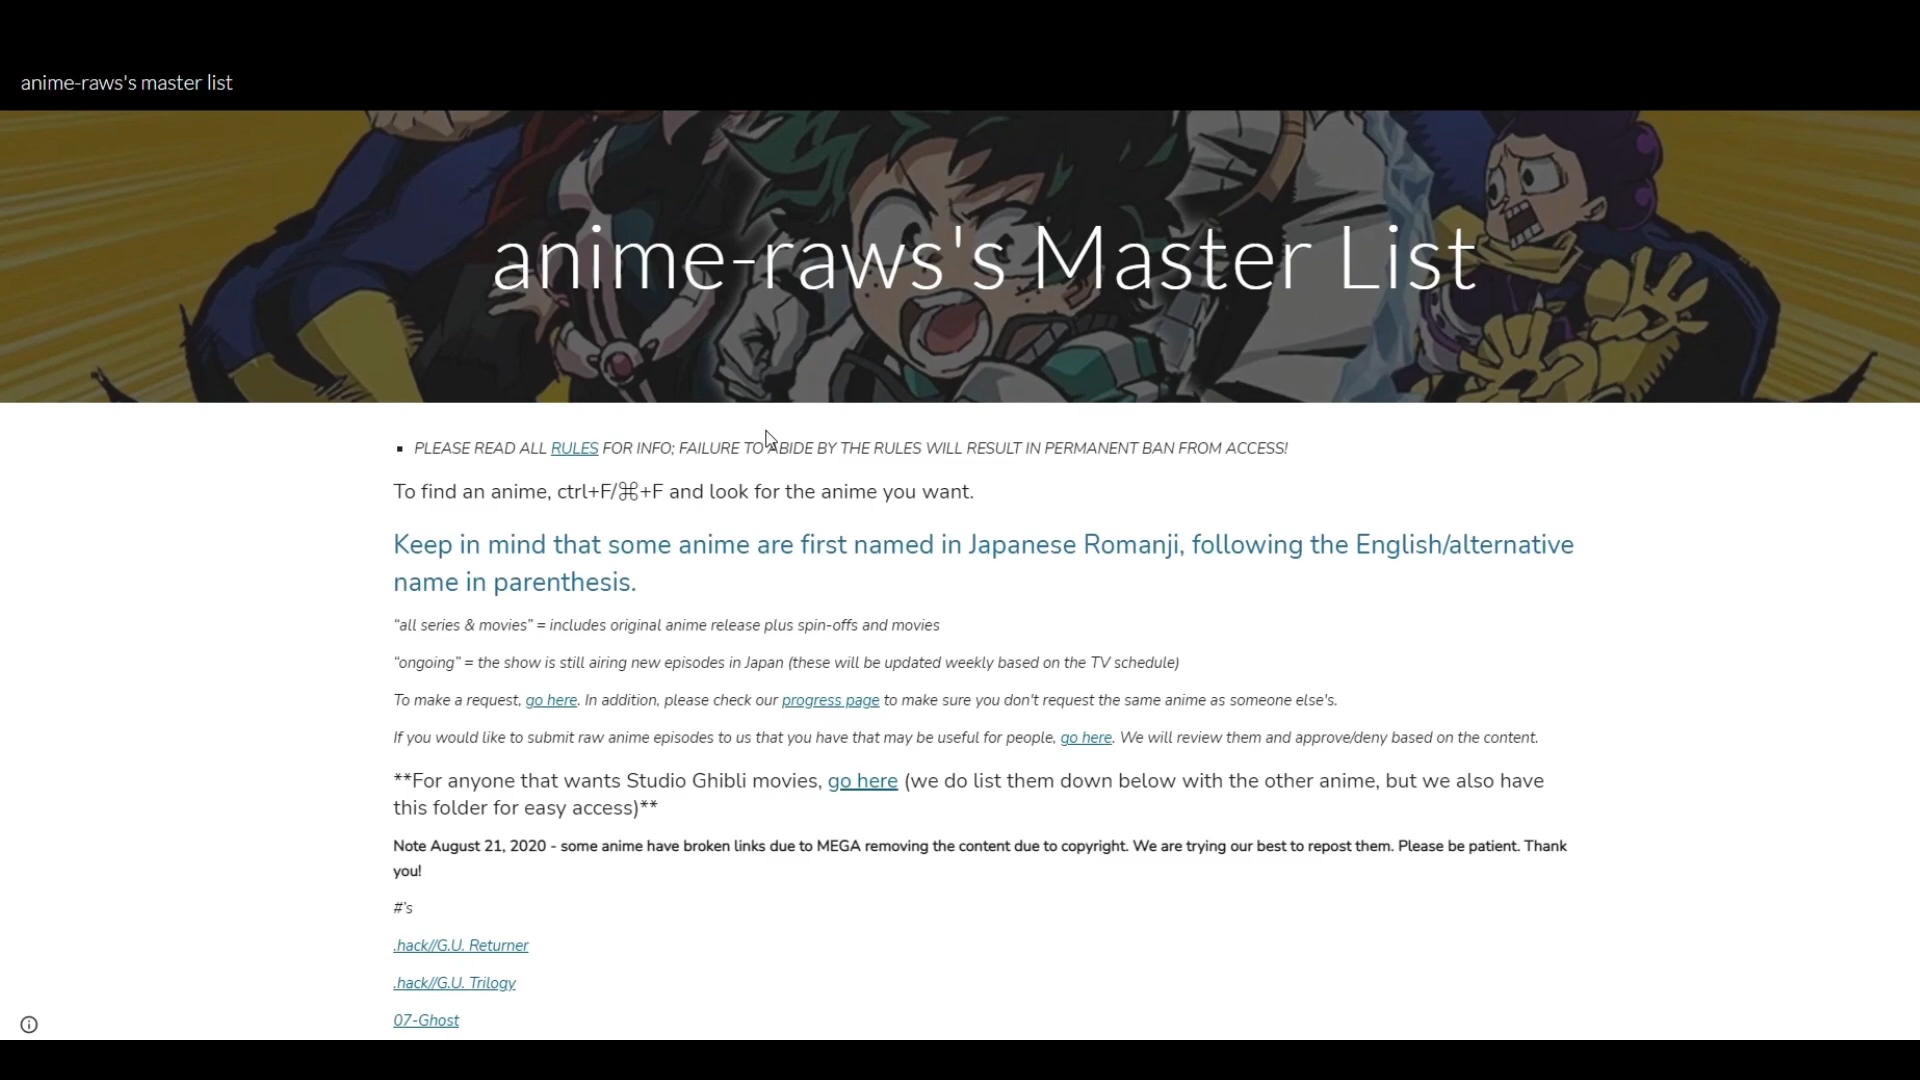 anime-raws's master list
anime-raws's Master List
PLEASE READ ALL RULES FOR INFO; FAILURE TO ABIDE BY THE RULES WILL RESULT IN PERMANENT BAN FROM ACCESS!
To find an anime, ctrl+F/⌘+F and look for the anime you want.
Keep in mind that some anime are first named in Japanese Romanji, following the English/alternative
name in parenthesis.
“all series & movies” = includes original anime release plus spin-offs and movies
“ongoing” = the show is still airing new episodes in Japan (these will be updated weekly based on the TV schedule)
To make a request, go here. In addition, please check our progress page to make sure you don't request the same anime as someone else's.
If you would like to submit raw anime episodes to us that you have that may be useful for people, go here. We will review them and approve/deny based on the content.
**For anyone that wants Studio Ghibli movies, go here (we do list them down below with the other anime, but we also have
this folder for easy access)**
Note August 21, 2020 - some anime have broken links due to MEGA removing the content due to copyright. We are trying our best to repost them. Please be patient. Thank
you!
#'s
.hack//G.U. Returner
.hack//G.U. Trilogy
07-Ghost